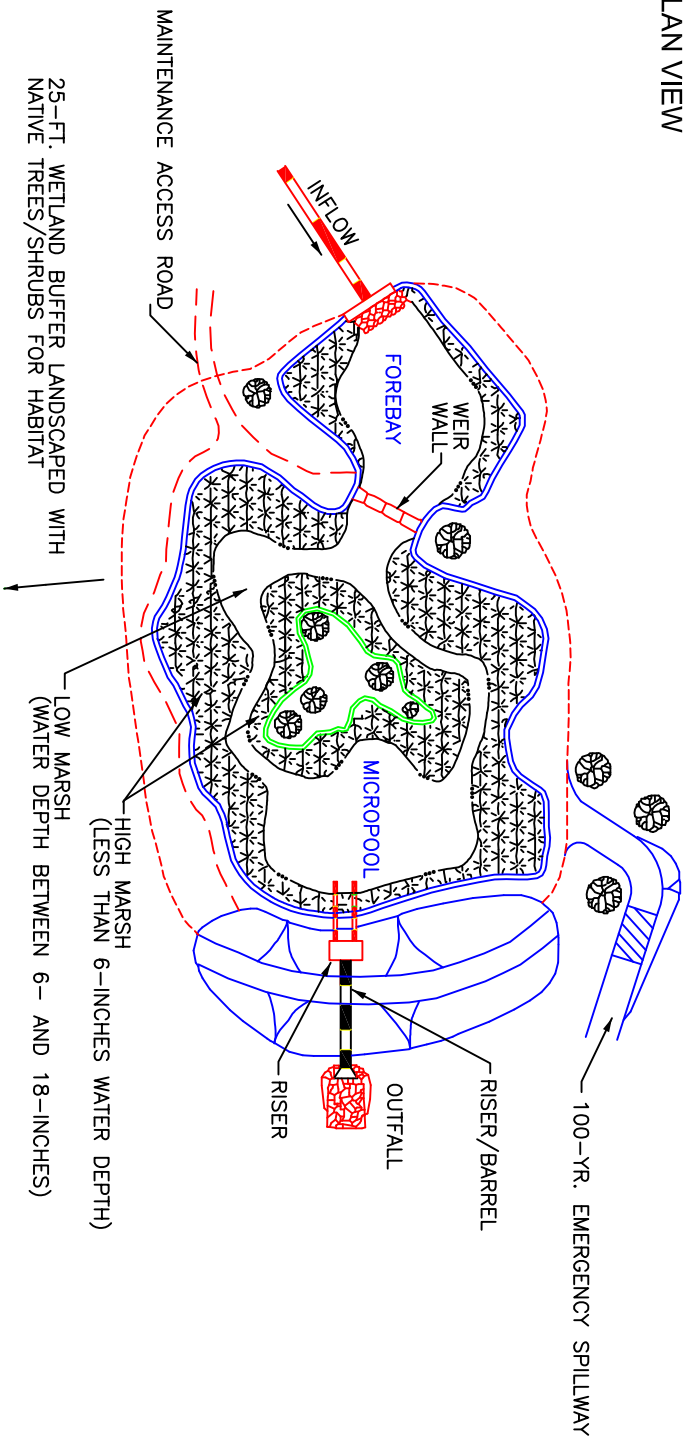 LAN VIEW
100-YR. EMERGENCY SPILLWAY
INFLOW
FOREBAY
WEIR
WALL
MICROPOOL
OUTFALL
RISER/BARREL
RISER
MAINTENANCE ACCESS ROAD
HIGH MARSH
(LESS THAN 6-INCHES WATER DEPTH)
LOW MARSH
(WATER DEPTH BETWEEN 6- AND 18-INCHES)
25-FT. WETLAND BUFFER LANDSCAPED WITH
NATIVE TREES/SHRUBS FOR HABITAT